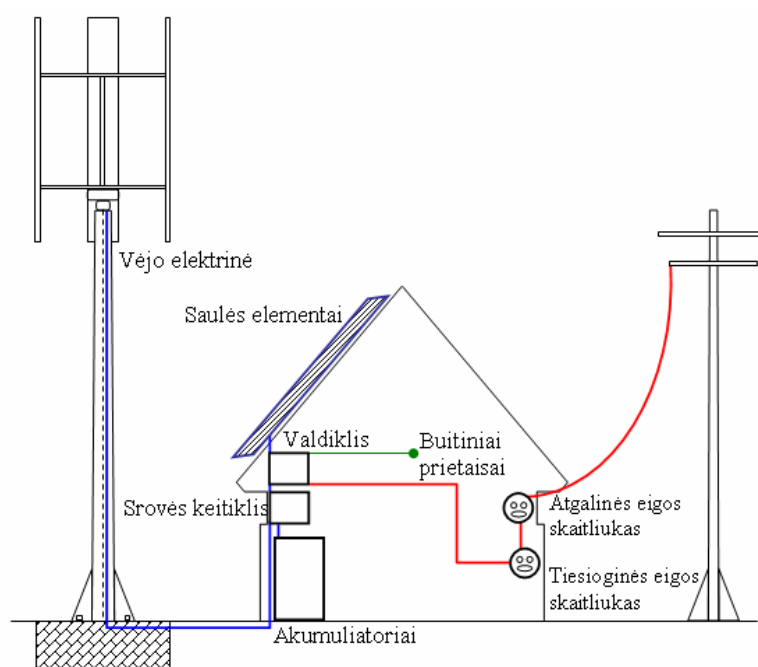 Vėjo elektrinė
Saulės elementai
Valdiklis
Buitiniai
prietaisai
Srovės keitiklis
Atgalinės eigos
skaitliukas
Tiesioginės eigos
skaitliukas
Akumuliatoriai